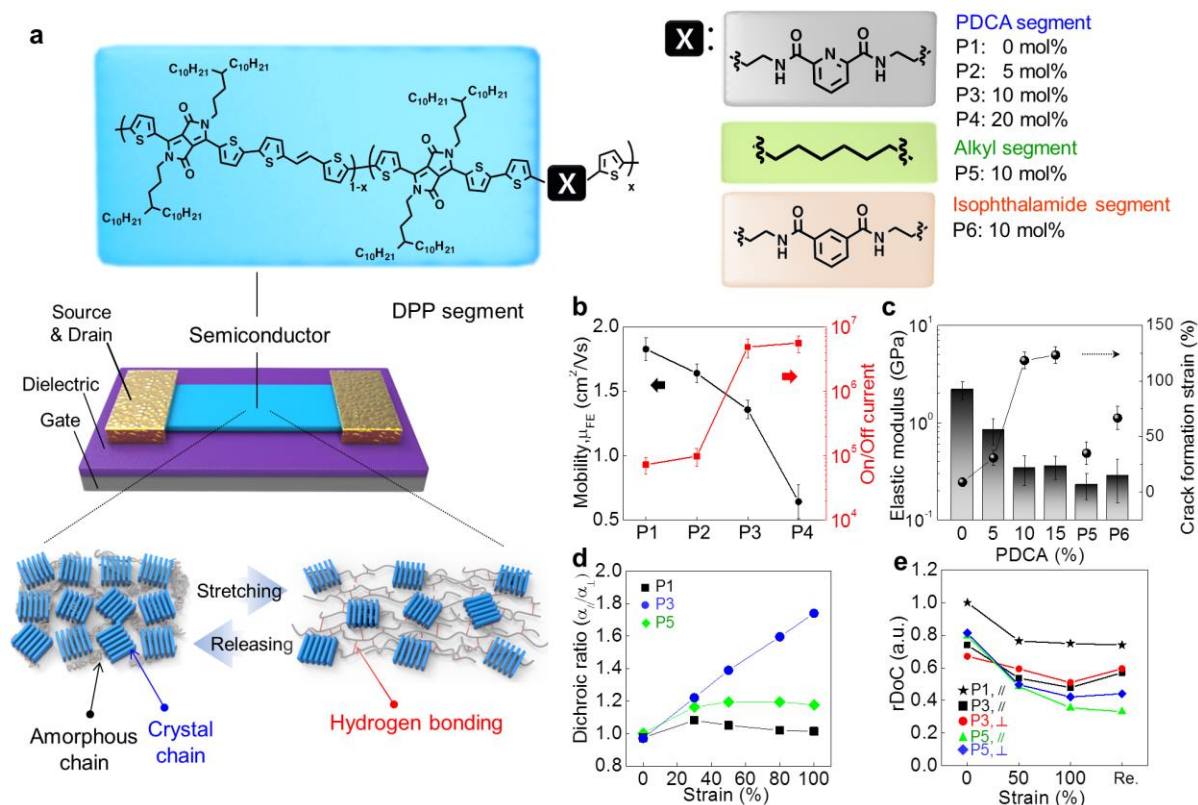 a
C10H21
C10H21
C10H21
C10H21
O
N
S
S
S
S
N
O
1-x
C10H21
C10H21
C10H21
C10H21
O
N
S
S
S
X
S
x
N
O
X :
O
N
O
N
H
N
H
PDCA segment
P1: 0 mol%
P2: 5 mol%
P3: 10 mol%
P4: 20 mol%
Alkyl segment
P5: 10 mol%
O
O
N
H
N
H
Isophthalamide segment
P6: 10 mol%
DPP segment
Source
& Drain
Semiconductor
Dielectric
Gate
Stretching
Releasing
Amorphous
chain
Crystal
chain
Hydrogen bonding
b
Mobility, μFE (cm2/Vs)
2.0
1.5
1.0
0.5
P1 P2 P3 P4
On/Off current
10^7
10^6
10^5
10^4
c
Elastic modulus (GPa)
10^1
10^0
10^-1
0 5 10 15 P5 P6
PDCA (%)
Crack formation strain (%)
150
100
50
0
d
Dichroic ratio (α///α⊥)
2.0
1.8
1.6
1.4
1.2
1.0
0.8
P1
P3
P5
0 20 40 60 80 100
Strain (%)
e
rDoC (a.u.)
1.2
1.0
0.8
0.6
0.4
0.2
0.0
P1, //
P3, //
P3, ⊥
P5, //
P5, ⊥
0 50 100 Re.
Strain (%)